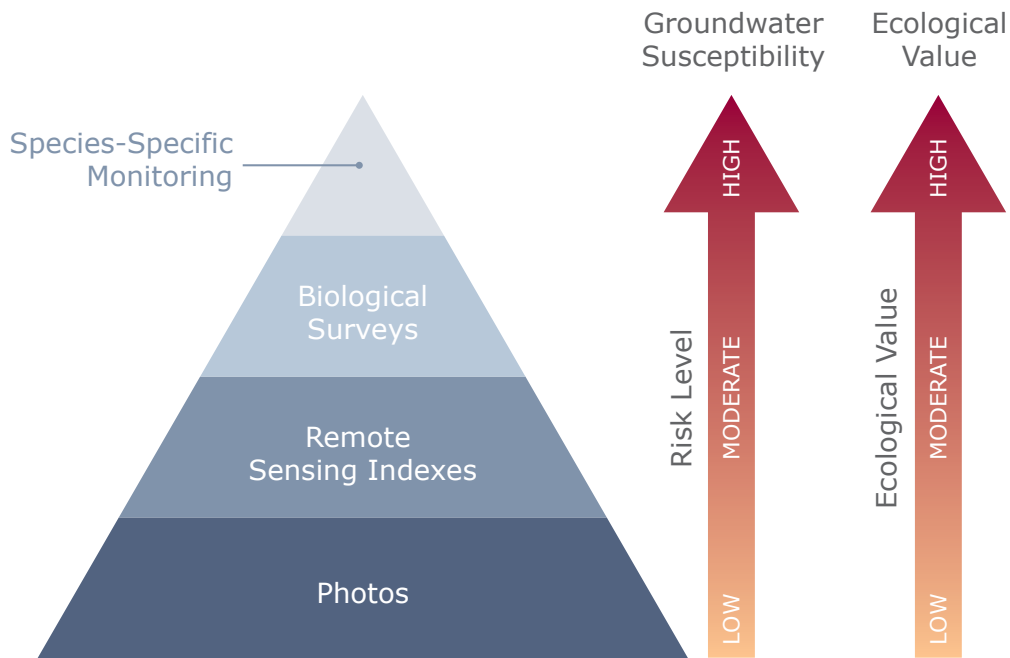 Groundwater
Susceptibility
Ecological
Value
Species-Specific
Monitoring
Biological
Surveys
Remote
Sensing Indexes
Photos
Risk Level
HIGH
MODERATE
LOW
Ecological Value
HIGH
MODERATE
LOW